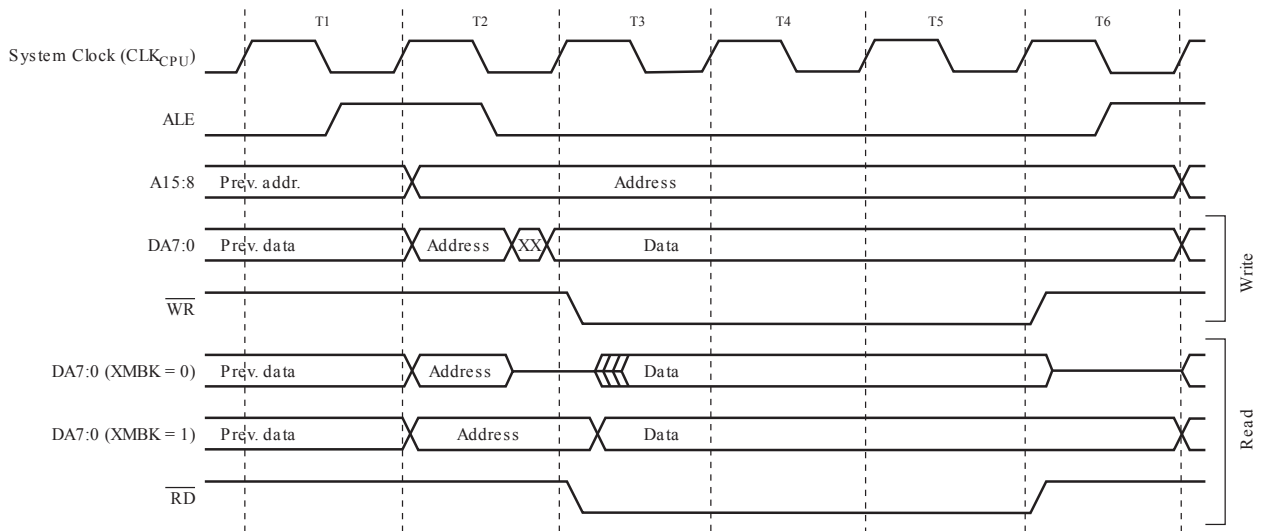 T1 T2 T3 T4 T5 T6
System Clock (CLKCPU)
ALE
A15:8 Prev. addr. Address
DA7:0 Prev. data Address XX Data
WR
Write
DA7:0 (XMBK = 0) Prev. data Address Data
DA7:0 (XMBK = 1) Prev. data Address Data
RD
Read